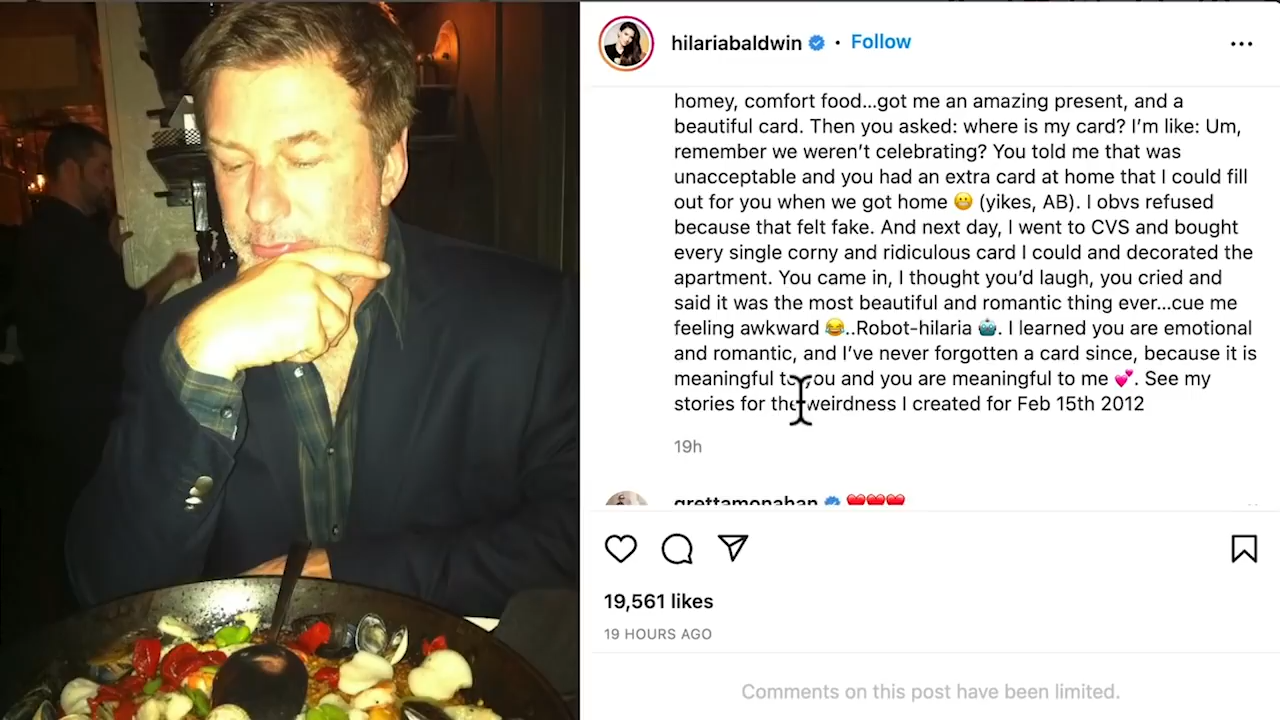 hilariabaldwin • Follow
homey, comfort food...got me an amazing present, and a
beautiful card. Then you asked: where is my card? I'm like: Um,
remember we weren't celebrating? You told me that was
unacceptable and you had an extra card at home that I could fill
out for you when we got home 😬 (yikes, AB). I obvs refused
because that felt fake. And next day, I went to CVS and bought
every single corny and ridiculous card I could and decorated the
apartment. You came in, I thought you'd laugh, you cried and
said it was the most beautiful and romantic thing ever...cue me
feeling awkward 😂..Robot-hilaria 🤖. I learned you are emotional
and romantic, and I've never forgotten a card since, because it is
meaningful to you and you are meaningful to me 💕. See my
stories for the weirdness I created for Feb 15th 2012
19h
grettamonahan ❤️❤️❤️
19,561 likes
19 HOURS AGO
Comments on this post have been limited.